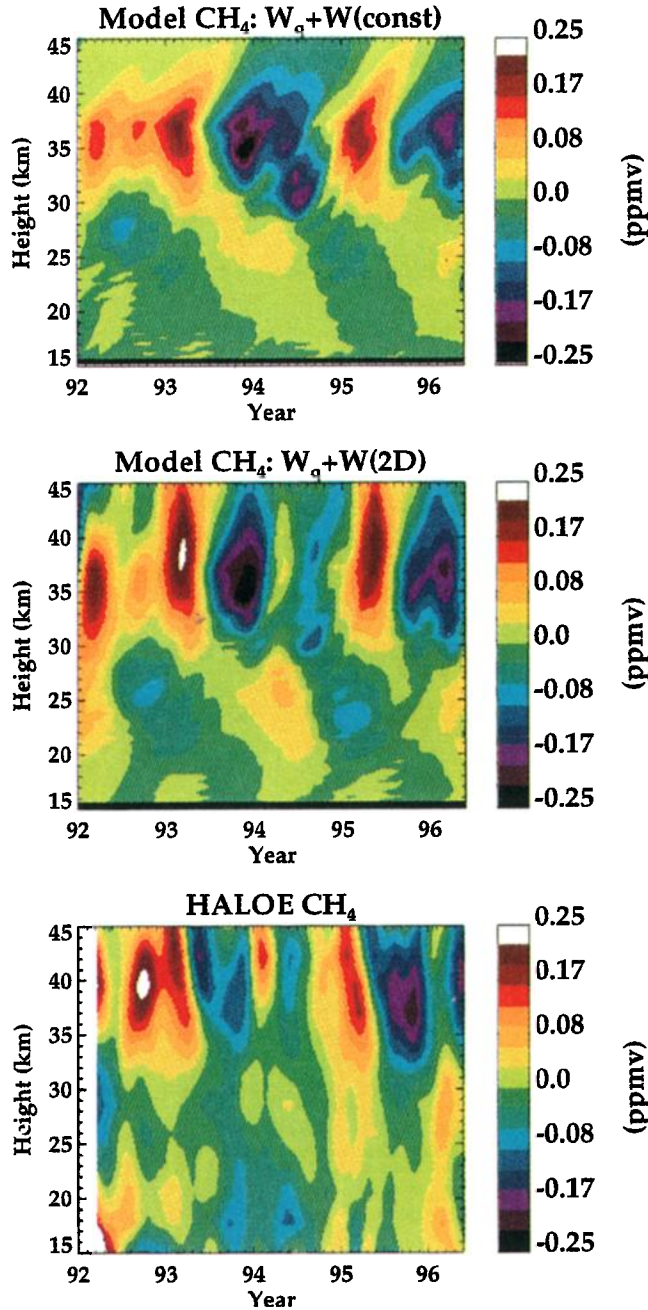 Model CH4: Wq+W(const)
Height (km)
45
40
35
30
25
20
15
92 93 94 95 96
Year
0.25
0.17
0.08
0.0
-0.08
-0.17
-0.25
(ppmv)
Model CH4: Wq+W(2D)
Height (km)
45
40
35
30
25
20
15
92 93 94 95 96
Year
0.25
0.17
0.08
0.0
-0.08
-0.17
-0.25
(ppmv)
HALOE CH4
Height (km)
45
40
35
30
25
20
15
92 93 94 95 96
Year
0.25
0.17
0.08
0.0
-0.08
-0.17
-0.25
(ppmv)